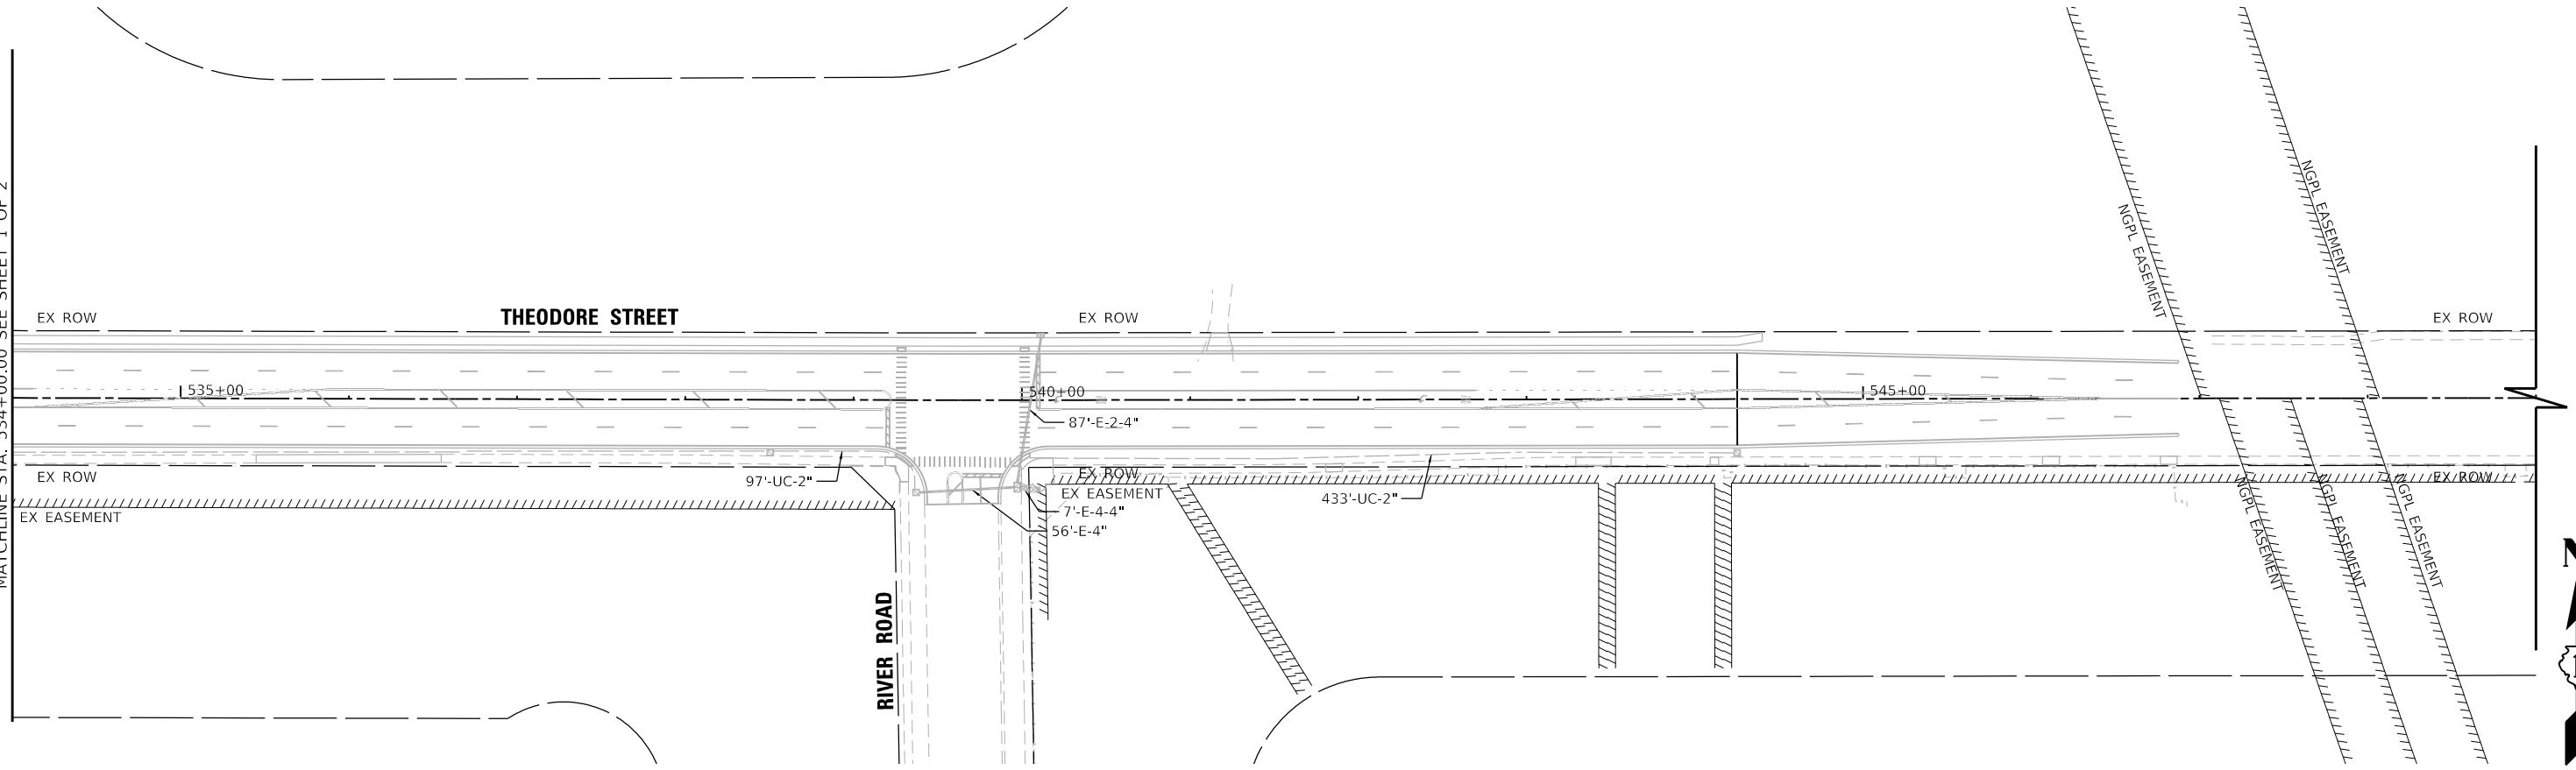 MATCHLINE STA. 534+00.00 SEE SHEET 1 OF 2
EX ROW
THEODORE STREET
EX ROW
EX ROW
NGPL EASEMENT
NGPL EASEMENT
535+00
540+00
545+00
87'-E-2-4"
EX ROW
97'-UC-2"
EX ROW
EX EASEMENT
433'-UC-2"
EX ROW
EX EASEMENT
7'-E-4-4"
56'-E-4"
NGPL EASEMENT
NGPL EASEMENT
NGPL EASEMENT
RIVER ROAD